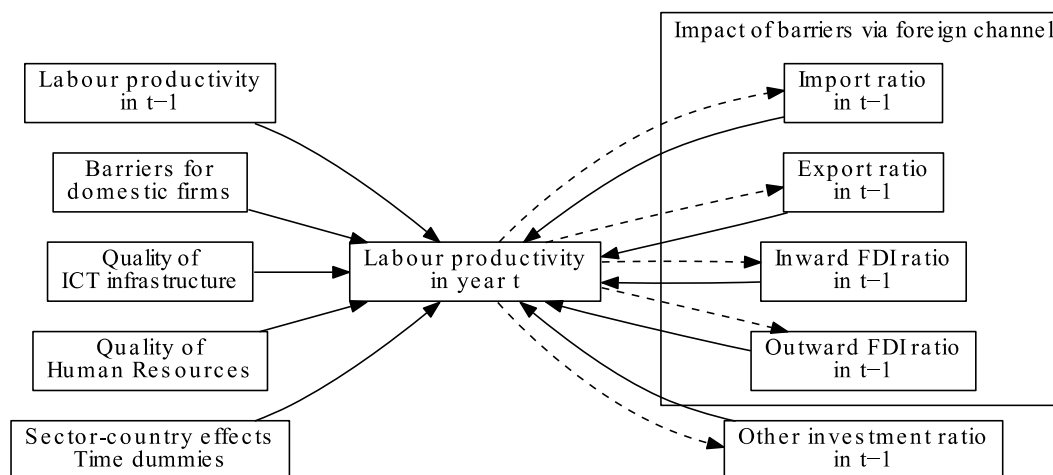 Impact of barriers via foreign channel
Labour productivity
in t−1
Barriers for
domestic firms
Quality of
ICT infrastructure
Quality of
Human Resources
Sector-country effects
Time dummies
Labour productivity
in year t
Import ratio
in t−1
Export ratio
in t−1
Inward FDI ratio
in t−1
Outward FDI ratio
in t−1
Other investment ratio
in t−1